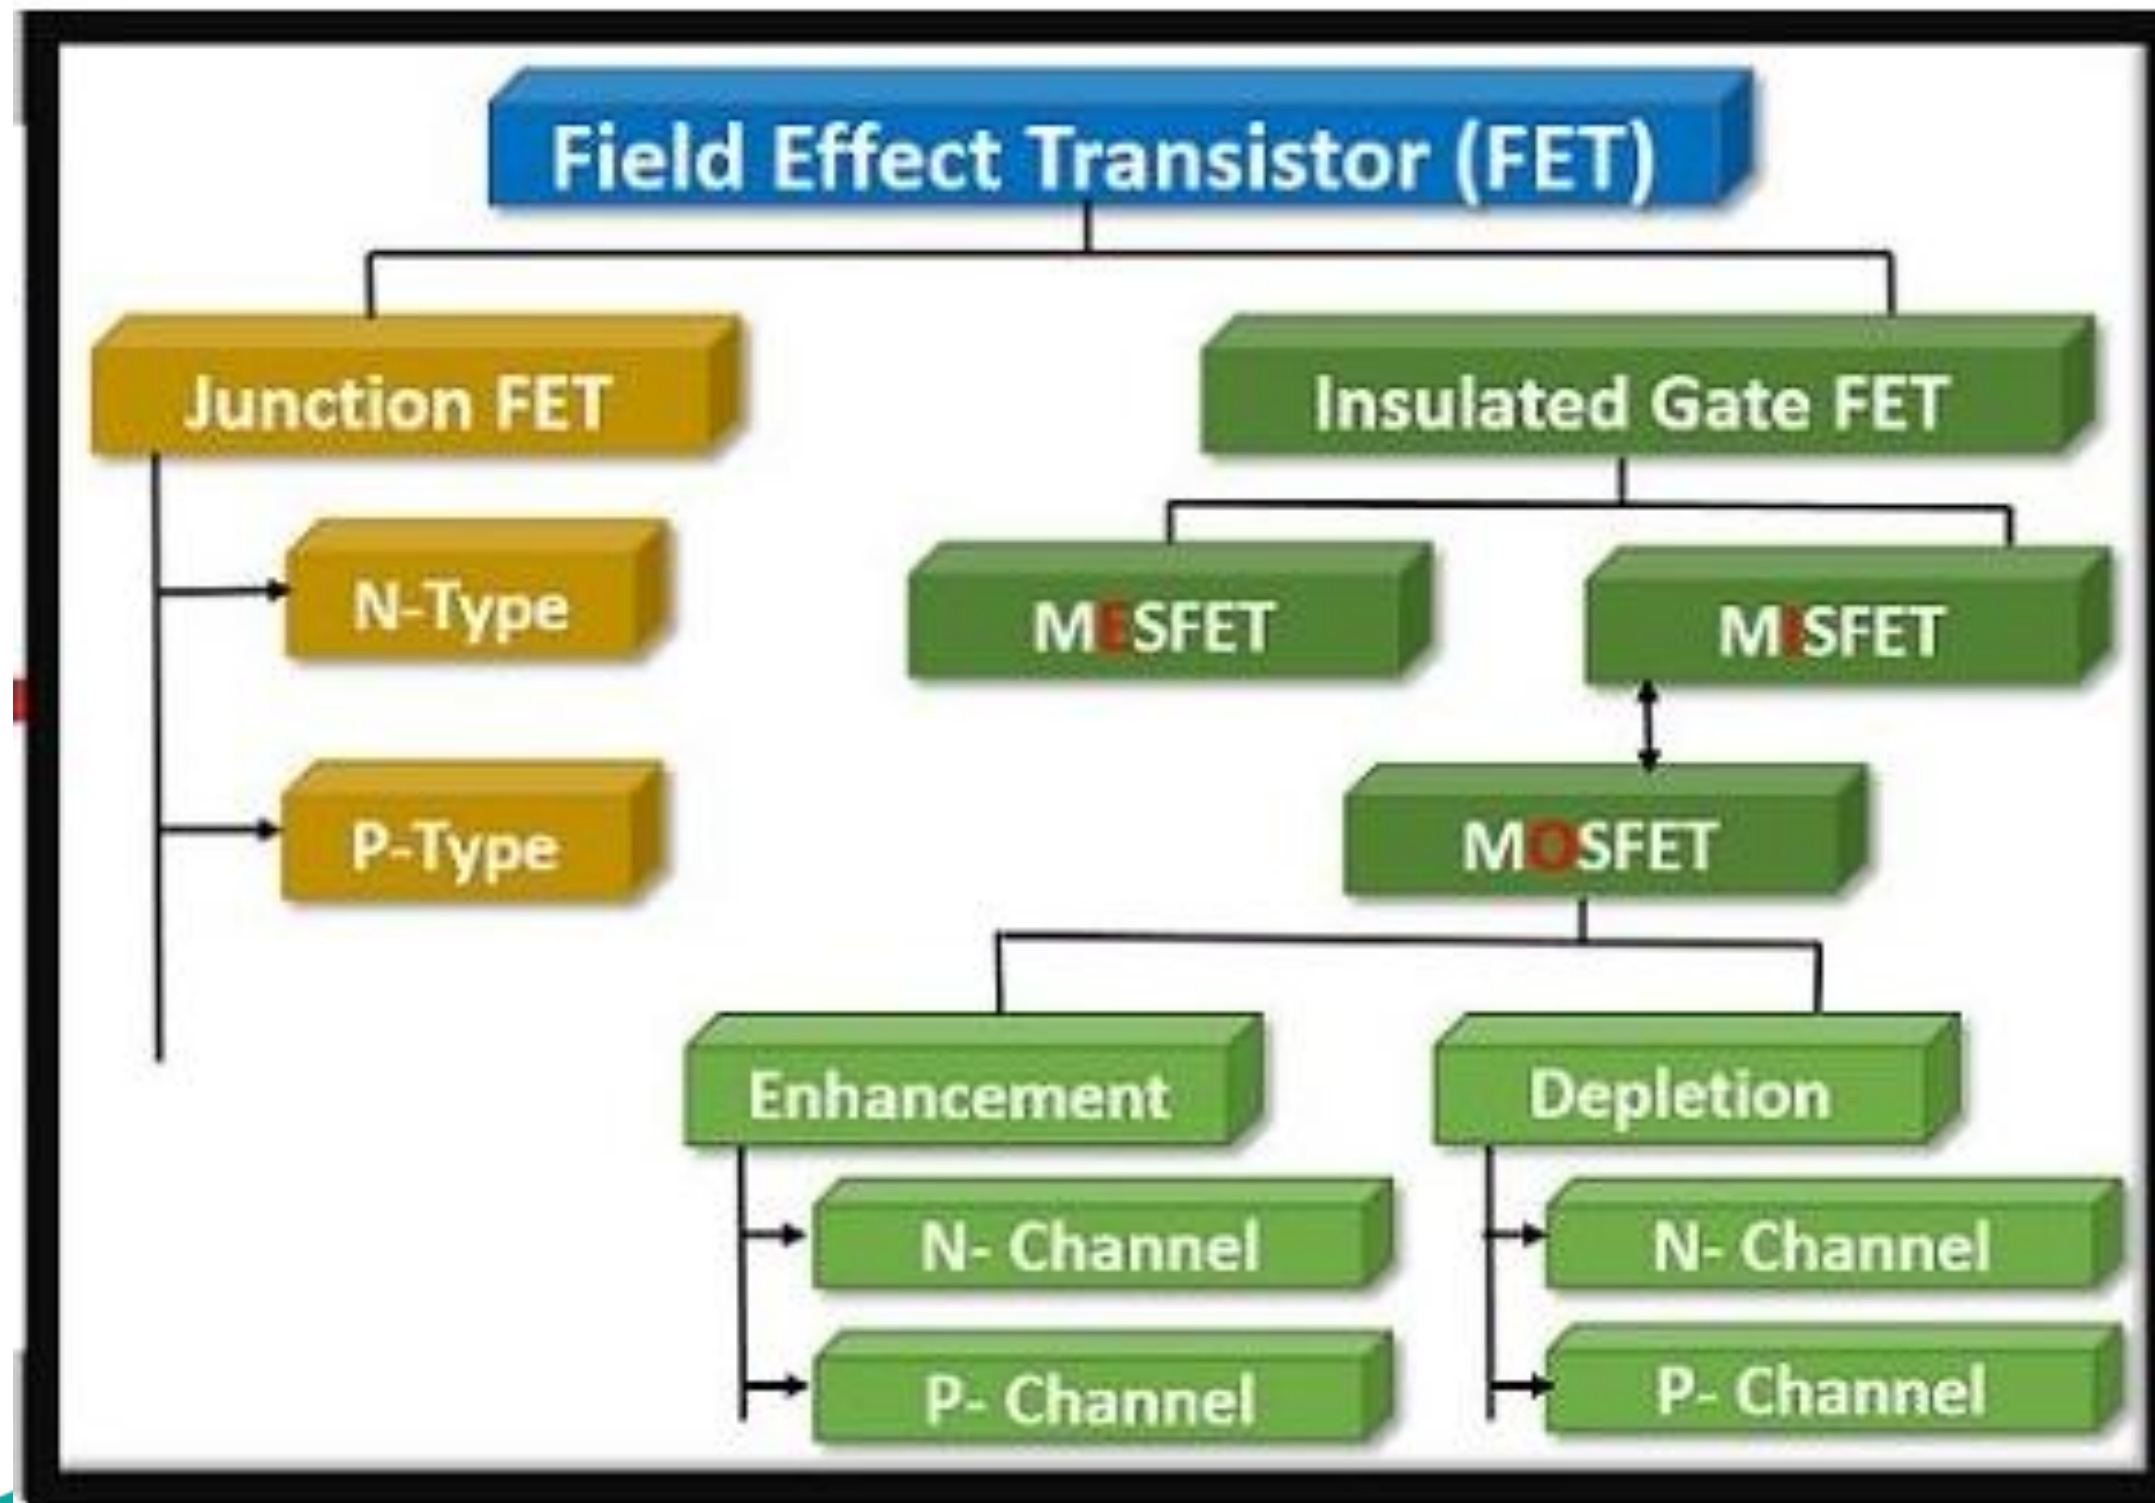 Field Effect Transistor (FET)
Junction FET
Insulated Gate FET
N-Type
MESFET
MISFET
P-Type
MOSFET
Enhancement
Depletion
N- Channel
N- Channel
P- Channel
P- Channel